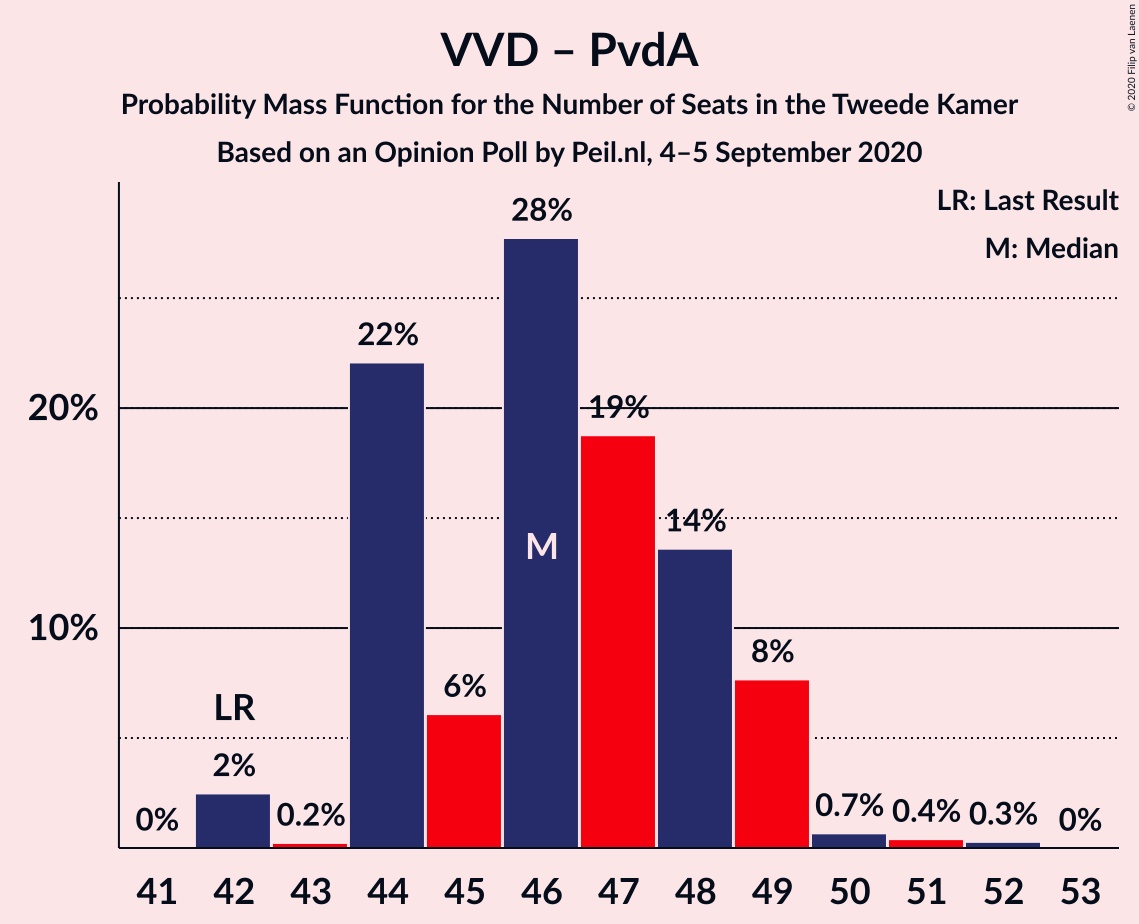 VVD – PvdA
Probability Mass Function for the Number of Seats in the Tweede Kamer
Based on an Opinion Poll by Peil.nl, 4–5 September 2020
© 2020 Filip van Laenen
LR: Last Result
M: Median
20%
10%
0%
LR
2%
0.2%
22%
6%
28%
M
19%
14%
8%
0.7%
0.4%
0.3%
0%
41 42 43 44 45 46 47 48 49 50 51 52 53